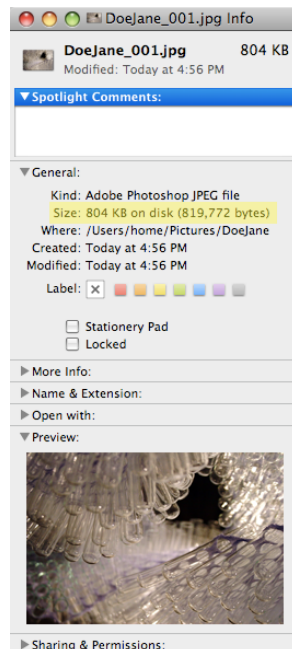 DoeJane_001.jpg Info
DoeJane_001.jpg 804 KB
Modified: Today at 4:56 PM
Spotlight Comments:
General:
Kind: Adobe Photoshop JPEG file
Size: 804 KB on disk (819,772 bytes)
Where: /Users/home/Pictures/DoeJane
Created: Today at 4:56 PM
Modified: Today at 4:56 PM
Label:
Stationery Pad
Locked
More Info:
Name & Extension:
Open with:
Preview:
Sharing & Permissions: